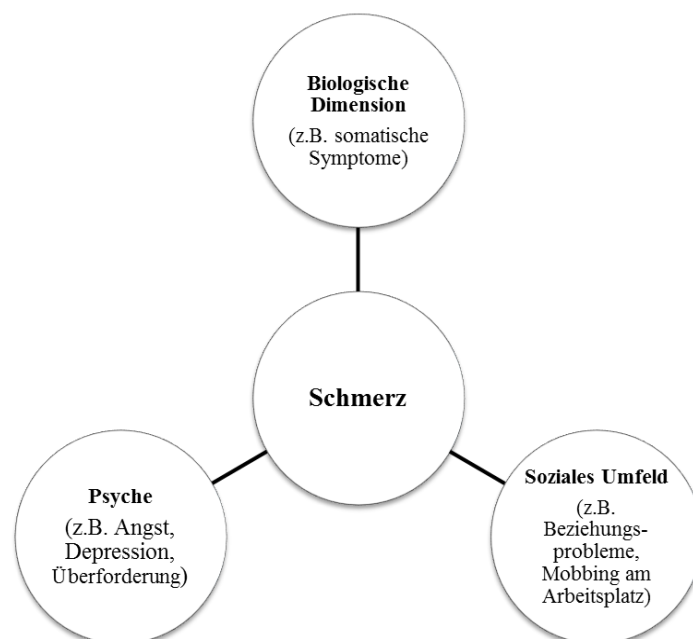 Biologische
Dimension
(z.B. somatische
Symptome)
Schmerz
Psyche
(z.B. Angst,
Depression,
Überforderung)
Soziales Umfeld
(z.B.
Beziehungs-
probleme,
Mobbing am
Arbeitsplatz)